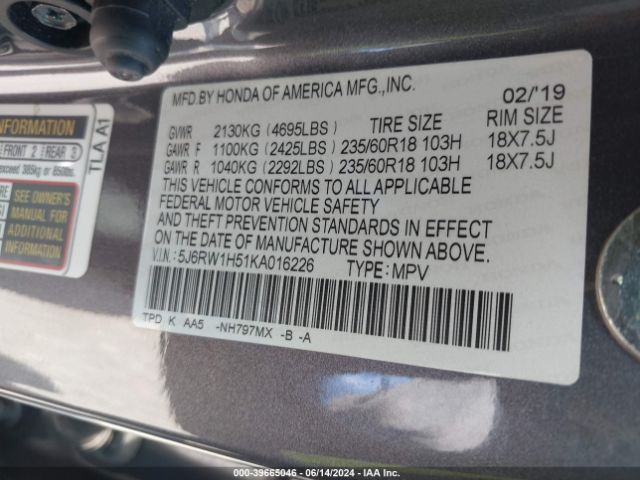 MFD.BY HONDA OF AMERICA MFG.,INC. 02/'19
GVWR 2130KG (4695LBS) TIRE SIZE RIM SIZE
GAWR F 1100KG (2425LBS) 235/60R18 103H 18X7.5J
GAWR R 1040KG (2292LBS) 235/60R18 103H 18X7.5J
THIS VEHICLE CONFORMS TO ALL APPLICABLE
FEDERAL MOTOR VEHICLE SAFETY
AND THEFT PREVENTION STANDARDS IN EFFECT
ON THE DATE OF MANUFACTURE SHOWN ABOVE.
V.I.N.: 5J6RW1H51KA016226 TYPE:MPV
TPD K AA5 -NH797MX -B -A
INFORMATION
FRONT 2 REAR 3
exceed 385kg or 850lbs.
SEE OWNER'S
MANUAL FOR
ADDITIONAL
INFORMATION
TLA A1
000-39665046 - 06/14/2024 - IAA Inc.